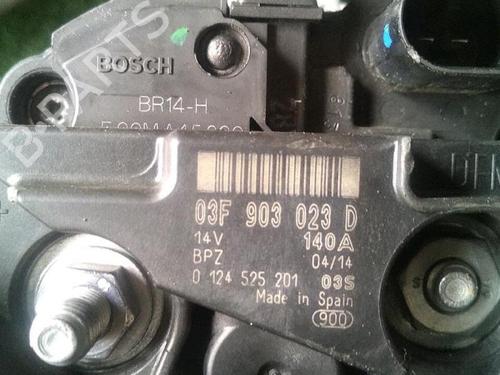 BOSCH
BR14-H
03F 903 023 D
14V 140A
BPZ 04/14
0 124 525 201 03S
Made in Spain
900
B-PARTS